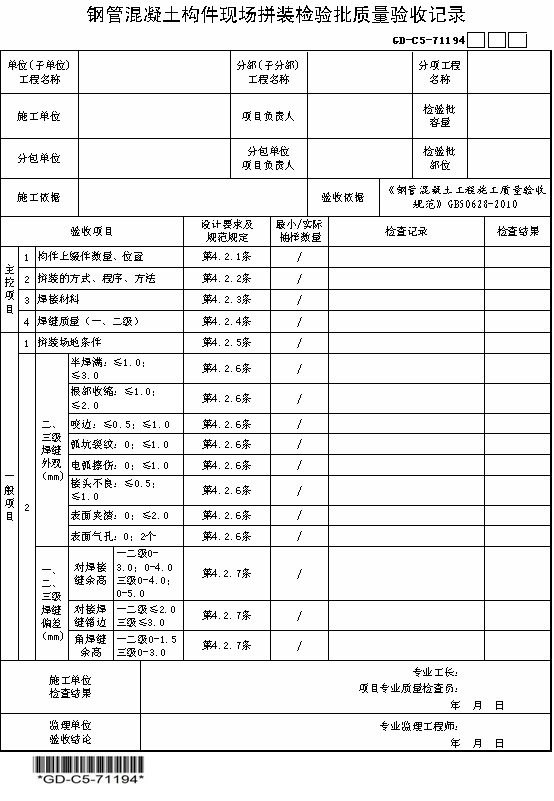 钢管混凝土构件现场拼装检验批质量验收记录
GD-C5-71194
单位(子单位)
工程名称
分部(子分部)
工程名称
分项工程
名称
施工单位
项目负责人
检验批
容量
分包单位
分包单位
项目负责人
检验批
部位
施工依据
验收依据
《钢管混凝土工程施工质量验收
规范》GB50628-2010
验收项目
设计要求及
规范规定
最小/实际
抽样数量
检查记录
检查结果
主控项目
1 构件上缀件数量、位置 第4.2.1条 /
2 拼装的方式、程序、方法 第4.2.2条 /
3 焊接材料 第4.2.3条 /
4 焊缝质量(一、二级) 第4.2.4条 /
一般项目
1 拼装场地条件 第4.2.5条 /
2
二、
三级
焊缝
外观
(mm)
半焊满:≤1.0;
≤3.0
第4.2.6条 /
根部收缩:≤1.0;
≤2.0
第4.2.6条 /
咬边:≤0.5;≤1.0 第4.2.6条 /
弧坑裂纹:0;≤1.0 第4.2.6条 /
电弧擦伤:0;≤1.0 第4.2.6条 /
接头不良:≤0.5;
≤1.0
第4.2.6条 /
表面夹渣:0;≤2.0 第4.2.6条 /
表面气孔:0;2个 第4.2.6条 /
一、
二、
三级
焊缝
偏差
(mm)
对焊接
缝余高
一二级0-
3.0;0-4.0
三级0-4.0;
0-5.0
第4.2.7条 /
对接焊
缝错边
一二级≤2.0
三级≤3.0
第4.2.7条 /
角焊缝
余高
一二级0-1.5
三级0-3.0
第4.2.7条 /
施工单位
检查结果
专业工长:
项目专业质量检查员:
年 月 日
监理单位
验收结论
专业监理工程师:
年 月 日
*GD-C5-71194*